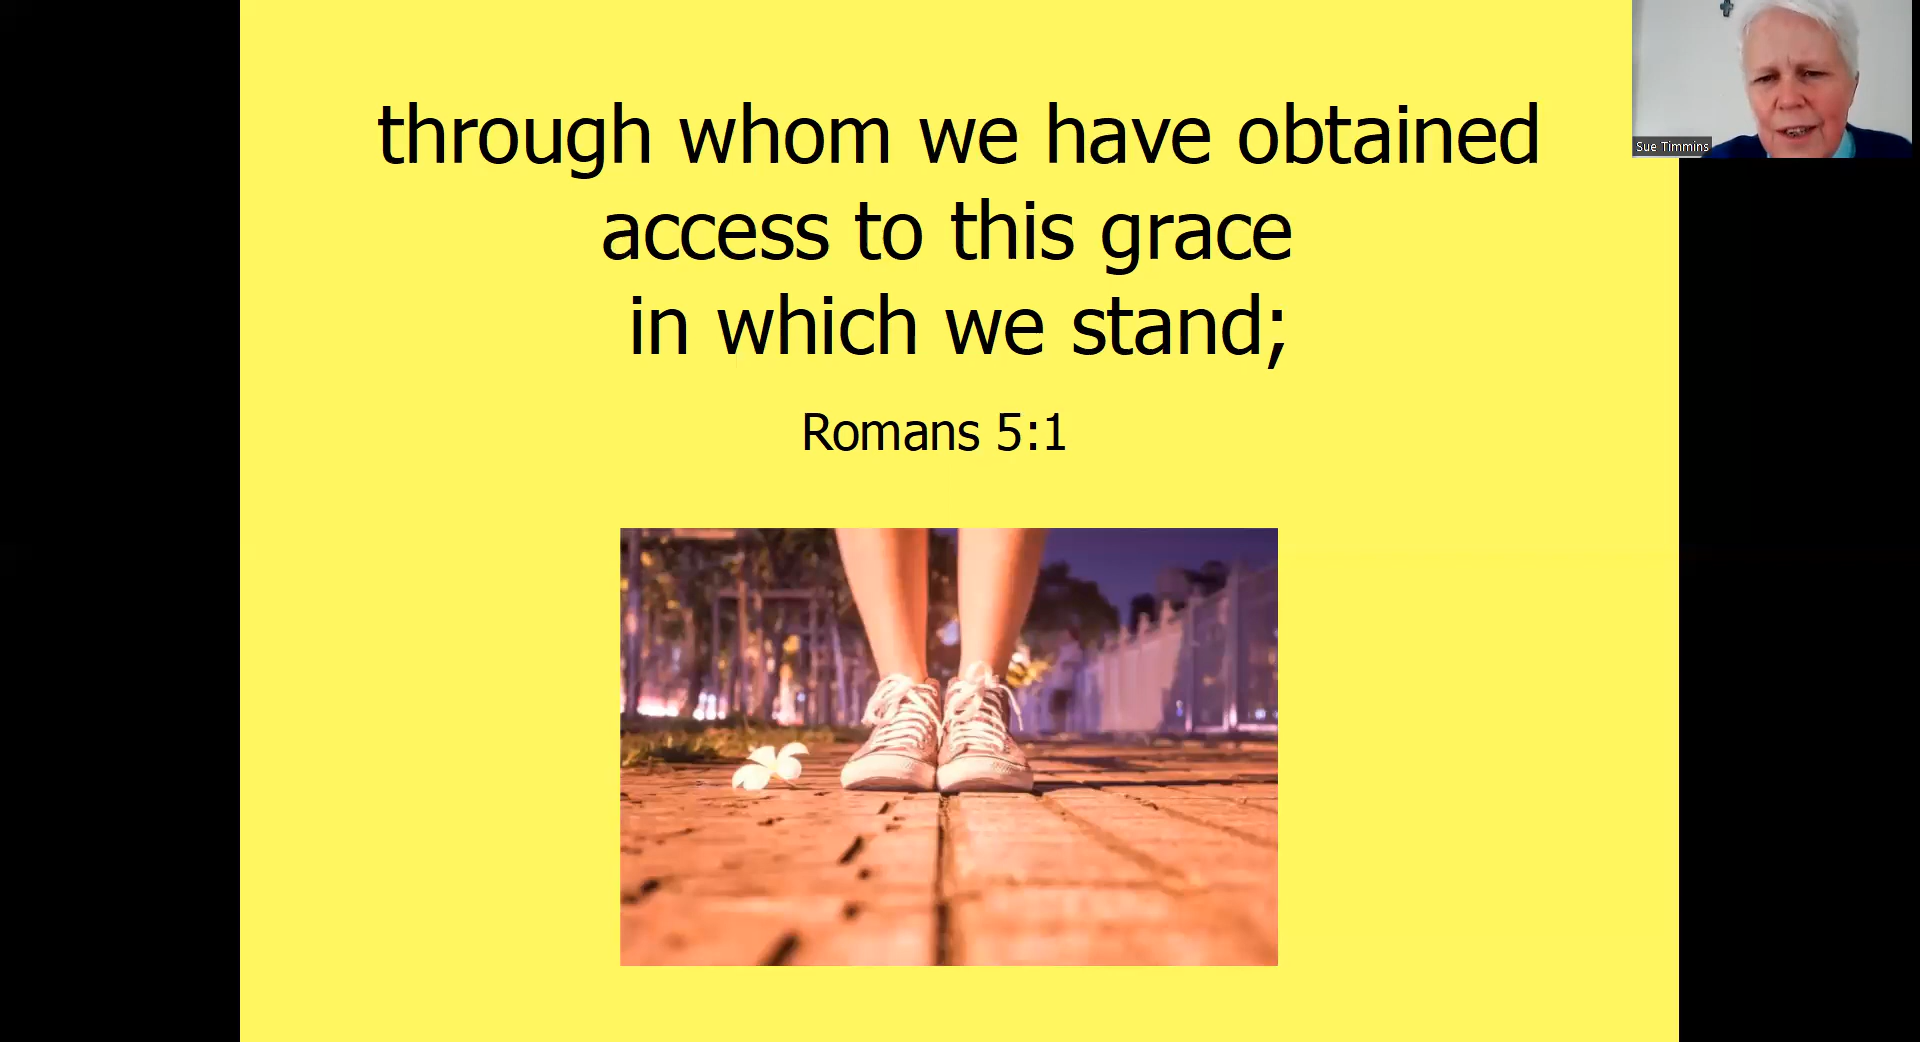 through whom we have obtained
access to this grace
in which we stand;
Romans 5:1
Sue Timmins